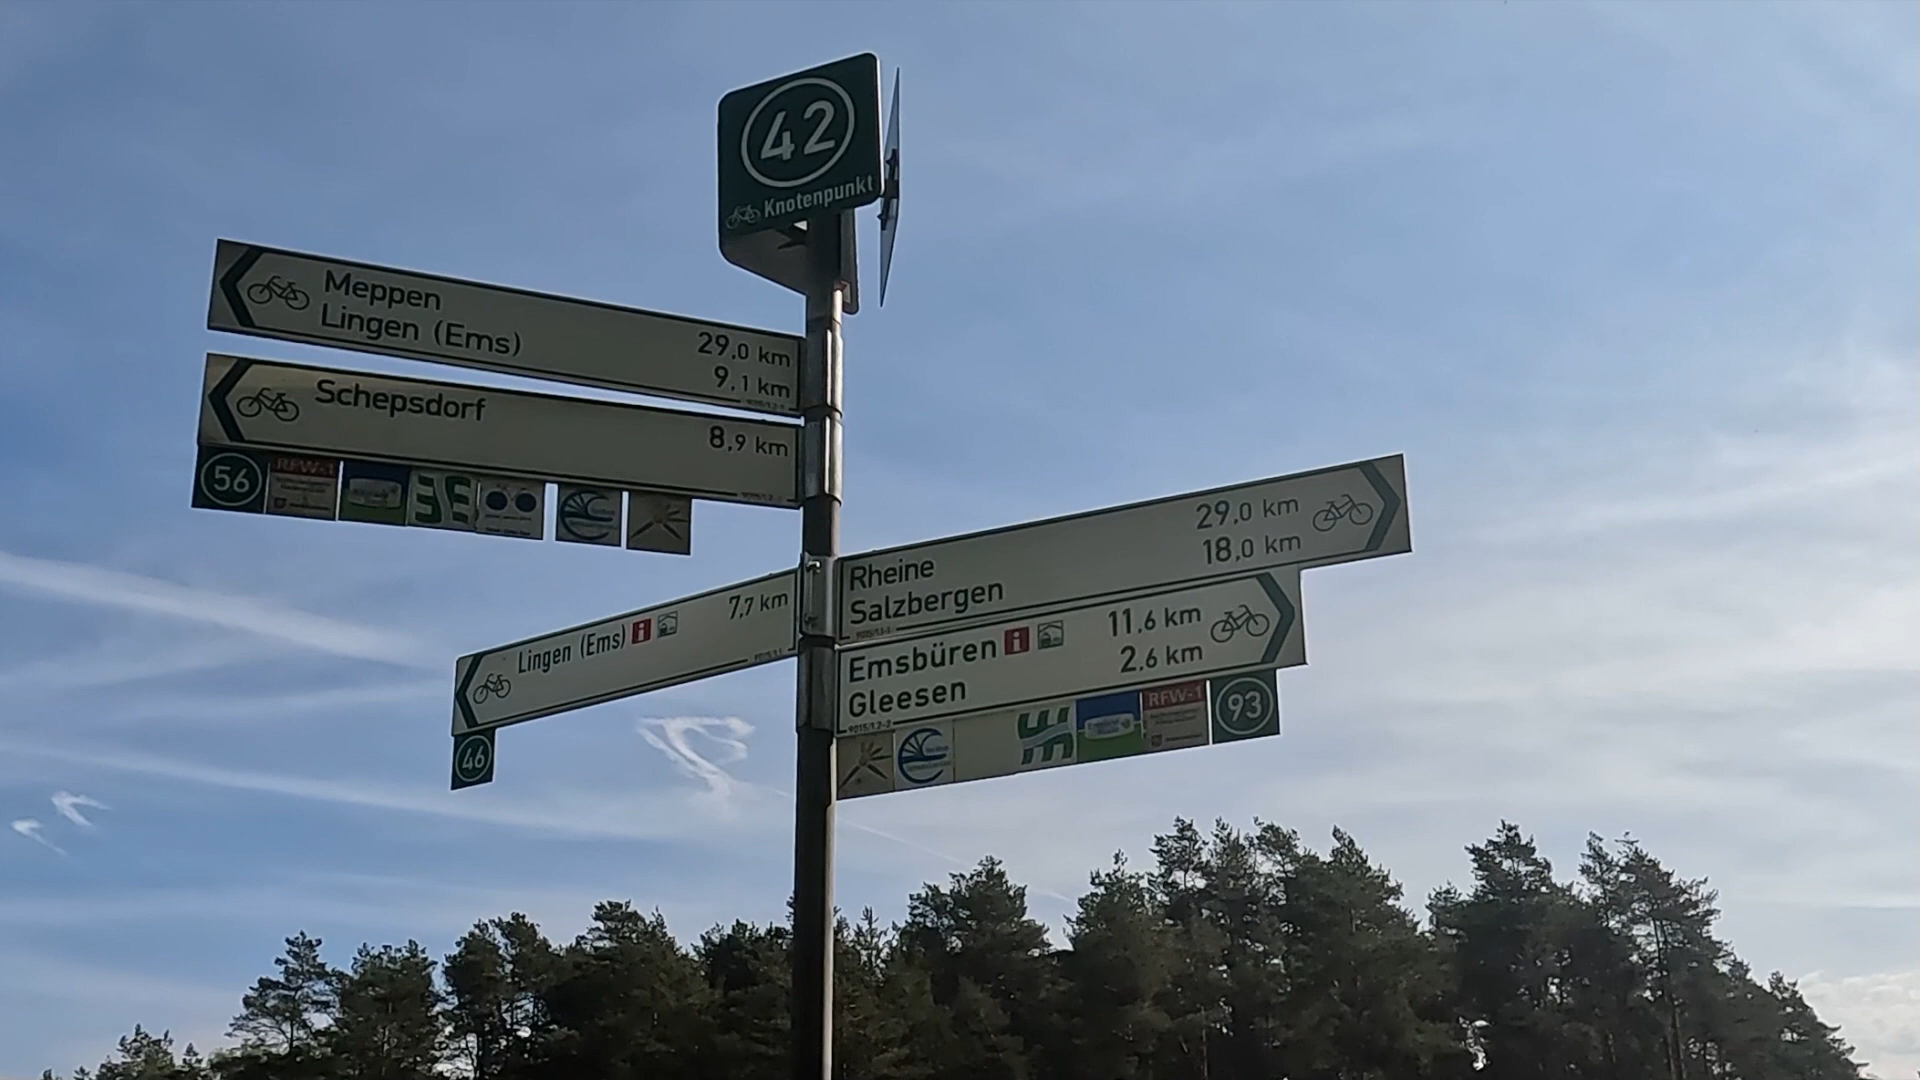 42
Knotenpunkt
Meppen 29,0 km
Lingen (Ems) 9,1 km
Schepsdorf 8,9 km
56
RFW-1
Lingen (Ems) i 7,7 km
46
Rheine 29,0 km
Salzbergen 18,0 km
Emsbüren i 11,6 km
Gleesen 2,6 km
RFW-1
93